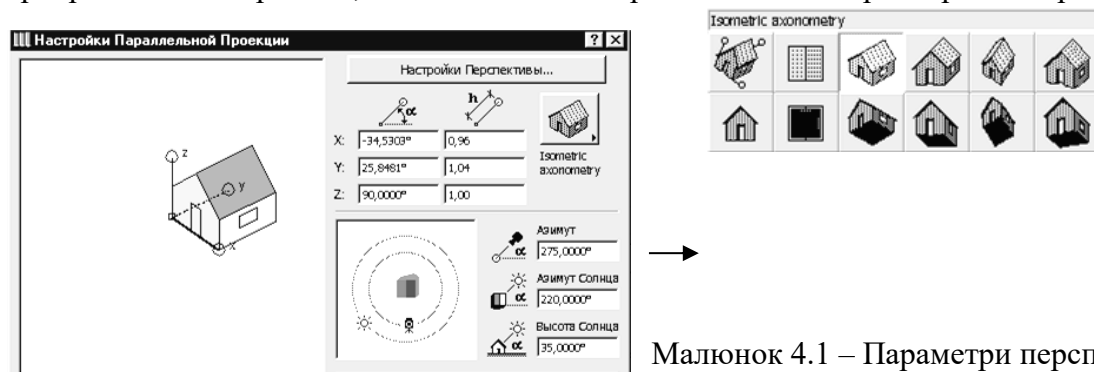 Isometric axonometry
Настройки Параллельной Проекции
Настройки Перспективы...
α h
X: -34,5303° 0,96
Y: 25,8481° 1,04
Z: 90,0000° 1,00
Isometric
axonometry
z
y
x
Азимут
α 275,0000°
Азимут Солнца
α 220,0000°
Высота Солнца
α 35,0000°
Малюнок 4.1 – Параметри персп